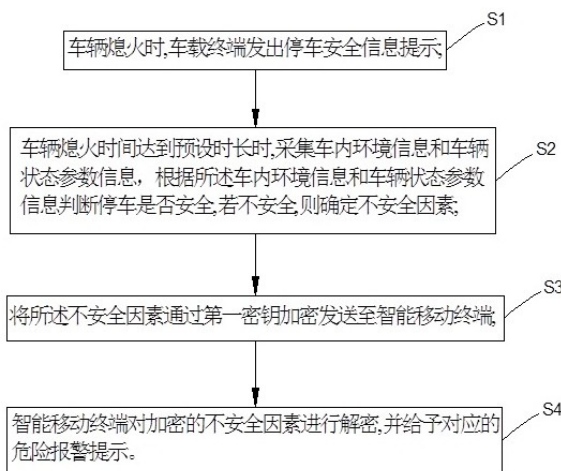 S1
车辆熄火时,车载终端发出停车安全信息提示;
S2
车辆熄火时间达到预设时长时,采集车内环境信息和车辆
状态参数信息，根据所述车内环境信息和车辆状态参数
信息判断停车是否安全,若不安全,则确定不安全因素;
S3
将所述不安全因素通过第一密钥加密发送至智能移动终端;
S4
智能移动终端对加密的不安全因素进行解密,并给予对应的
危险报警提示。